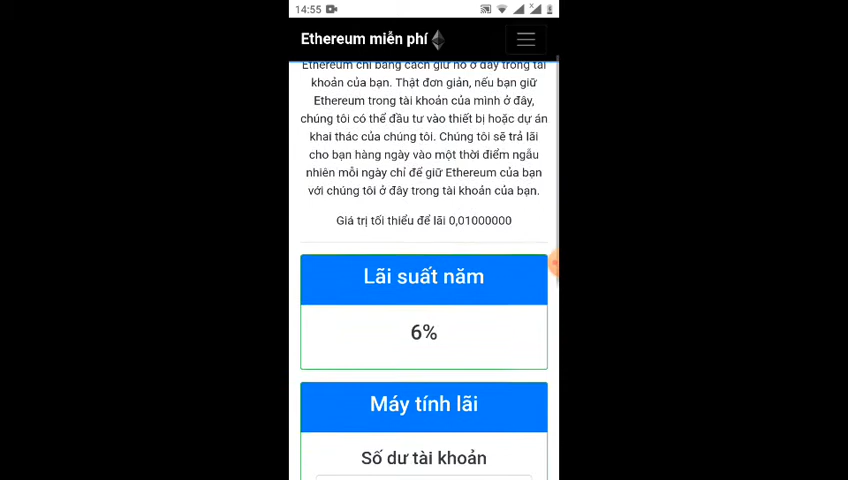 14:55
Ethereum miễn phí
Ethereum chỉ bằng cách giữ nó ở đây trong tài
khoản của bạn. Thật đơn giản, nếu bạn giữ
Ethereum trong tài khoản của mình ở đây,
chúng tôi có thể đầu tư vào thiết bị hoặc dự án
khai thác của chúng tôi. Chúng tôi sẽ trả lãi
cho bạn hàng ngày vào một thời điểm ngẫu
nhiên mỗi ngày chỉ để giữ Ethereum của bạn
với chúng tôi ở đây trong tài khoản của bạn.
Giá trị tối thiểu để lãi 0,01000000
Lãi suất năm
6%
Máy tính lãi
Số dư tài khoản